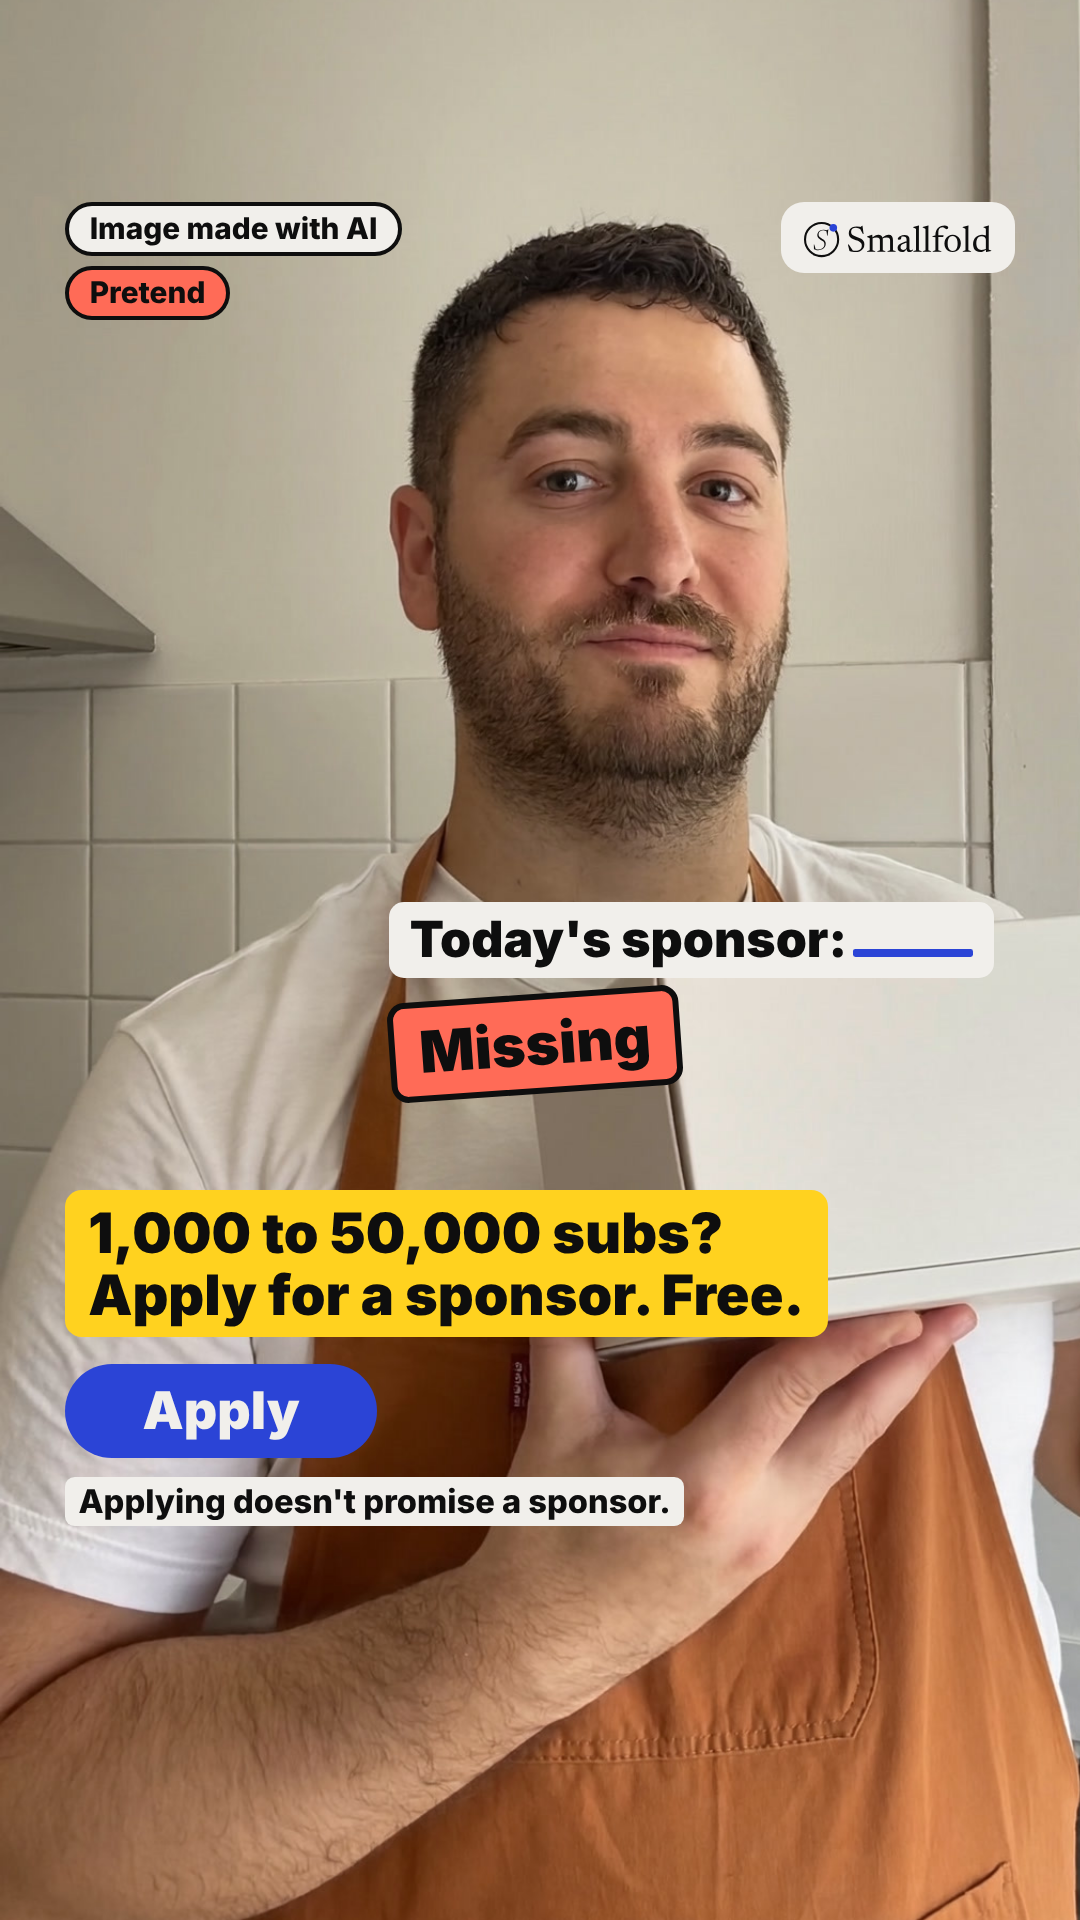 Image made with AI
Pretend
Smallfold
Today's sponsor:
Missing
1,000 to 50,000 subs?
Apply for a sponsor. Free.
Apply
Applying doesn't promise a sponsor.